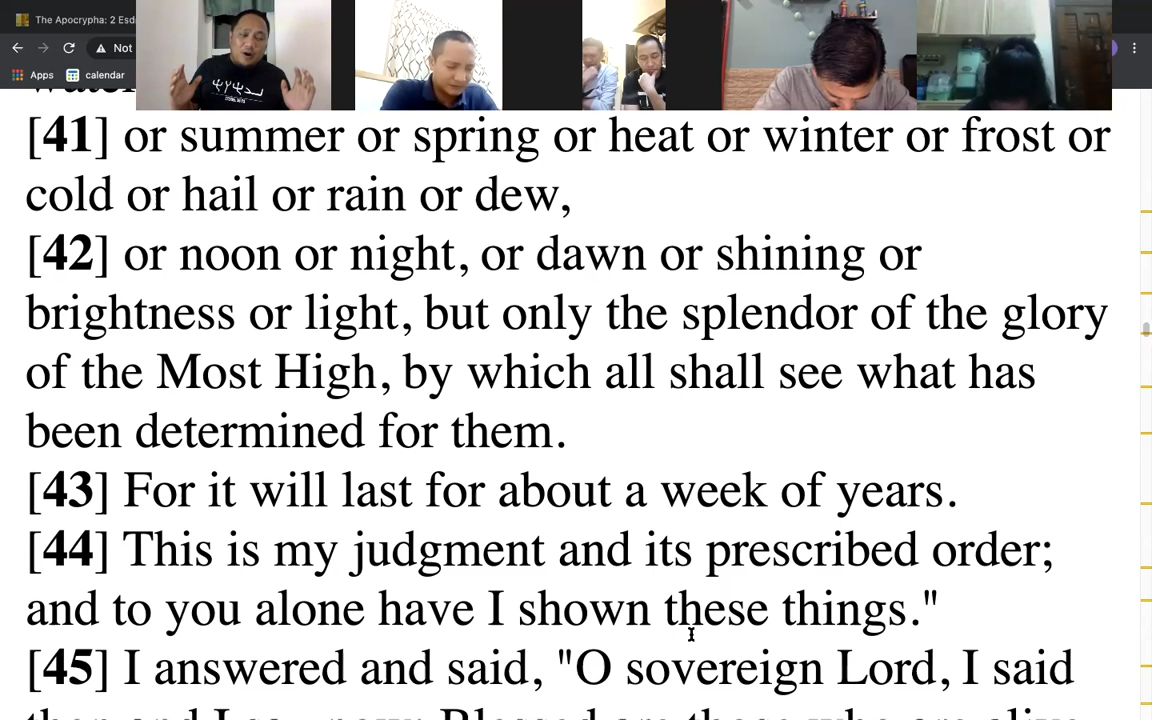 The Apocrypha: 2 Esd
Not
Apps calendar
[41] or summer or spring or heat or winter or frost or
cold or hail or rain or dew,
[42] or noon or night, or dawn or shining or
brightness or light, but only the splendor of the glory
of the Most High, by which all shall see what has
been determined for them.
[43] For it will last for about a week of years.
[44] This is my judgment and its prescribed order;
and to you alone have I shown these things."
[45] I answered and said, "O sovereign Lord, I said